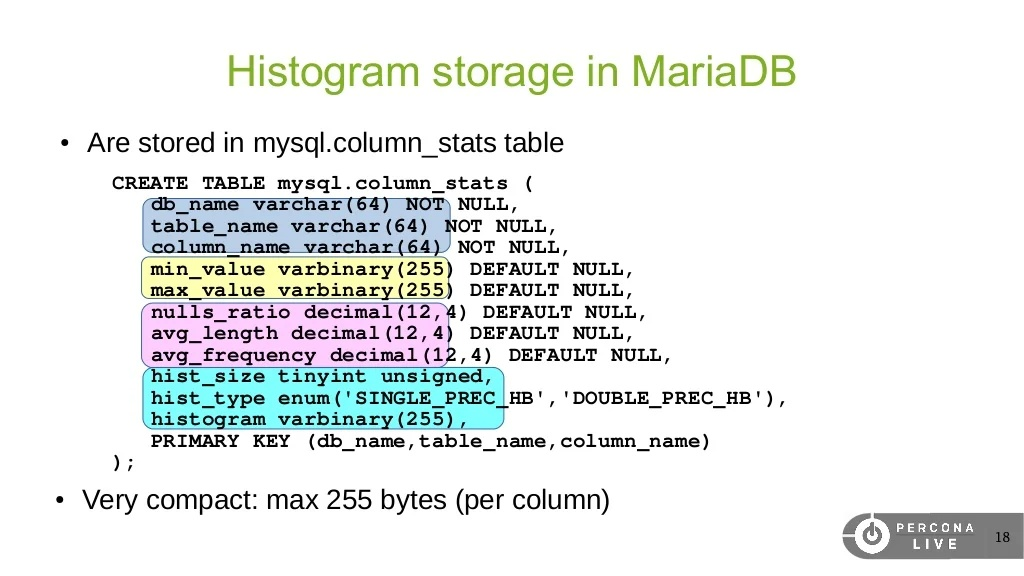 Histogram storage in MariaDB
• Are stored in mysql.column_stats table
CREATE TABLE mysql.column_stats (
db_name varchar(64) NOT NULL,
table_name varchar(64) NOT NULL,
column_name varchar(64) NOT NULL,
min_value varbinary(255) DEFAULT NULL,
max_value varbinary(255) DEFAULT NULL,
nulls_ratio decimal(12,4) DEFAULT NULL,
avg_length decimal(12,4) DEFAULT NULL,
avg_frequency decimal(12,4) DEFAULT NULL,
hist_size tinyint unsigned,
hist_type enum('SINGLE_PREC_HB','DOUBLE_PREC_HB'),
histogram varbinary(255),
PRIMARY KEY (db_name,table_name,column_name)
);
• Very compact: max 255 bytes (per column)
PERCONA
LIVE
18